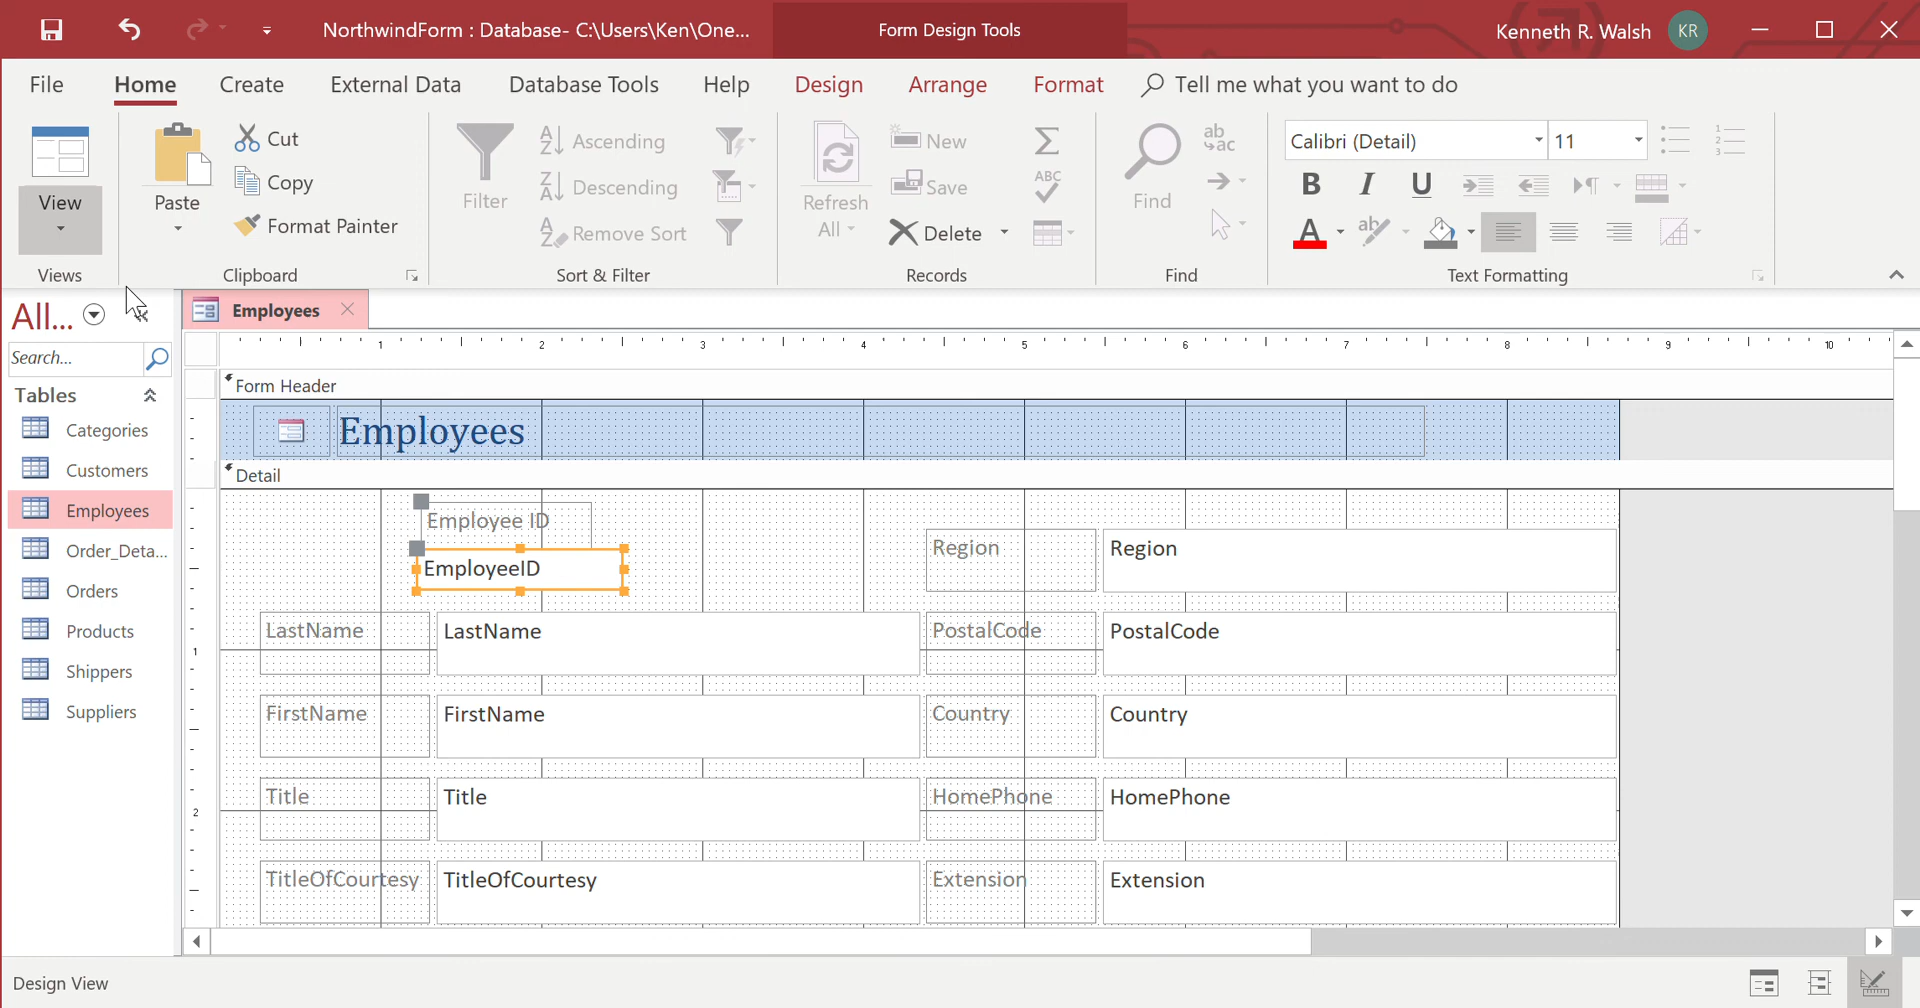 NorthwindForm : Database- C:\Users\Ken\One...
Form Design Tools
Kenneth R. Walsh
KR
File
Home
Create
External Data
Database Tools
Help
Design
Arrange
Format
Tell me what you want to do
View
Views
Paste
Cut
Copy
Format Painter
Clipboard
Filter
Ascending
Descending
Remove Sort
Sort & Filter
Refresh
All
New
Save
Delete
Records
ABC
Find
ab
ac
Find
Calibri (Detail)
11
B
I
U
A
ab
Text Formatting
All...
Search...
Tables
Categories
Customers
Employees
Order_Deta...
Orders
Products
Shippers
Suppliers
Employees
1 2 3 4 5 6 7 8 9 10
Form Header
Employees
Detail
Employee ID
EmployeeID
Region
Region
1
LastName
LastName
PostalCode
PostalCode
FirstName
FirstName
Country
Country
2
Title
Title
HomePhone
HomePhone
TitleOfCourtesy
TitleOfCourtesy
Extension
Extension
Design View